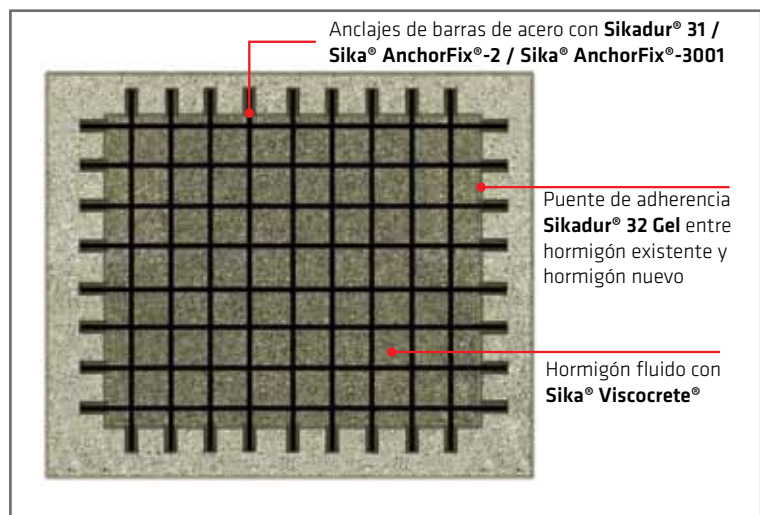 Anclajes de barras de acero con Sikadur® 31 /
Sika® AnchorFix®-2 / Sika® AnchorFix®-3001
Puente de adherencia
Sikadur® 32 Gel entre
hormigón existente y
hormigón nuevo
Hormigón fluido con
Sika® Viscocrete®